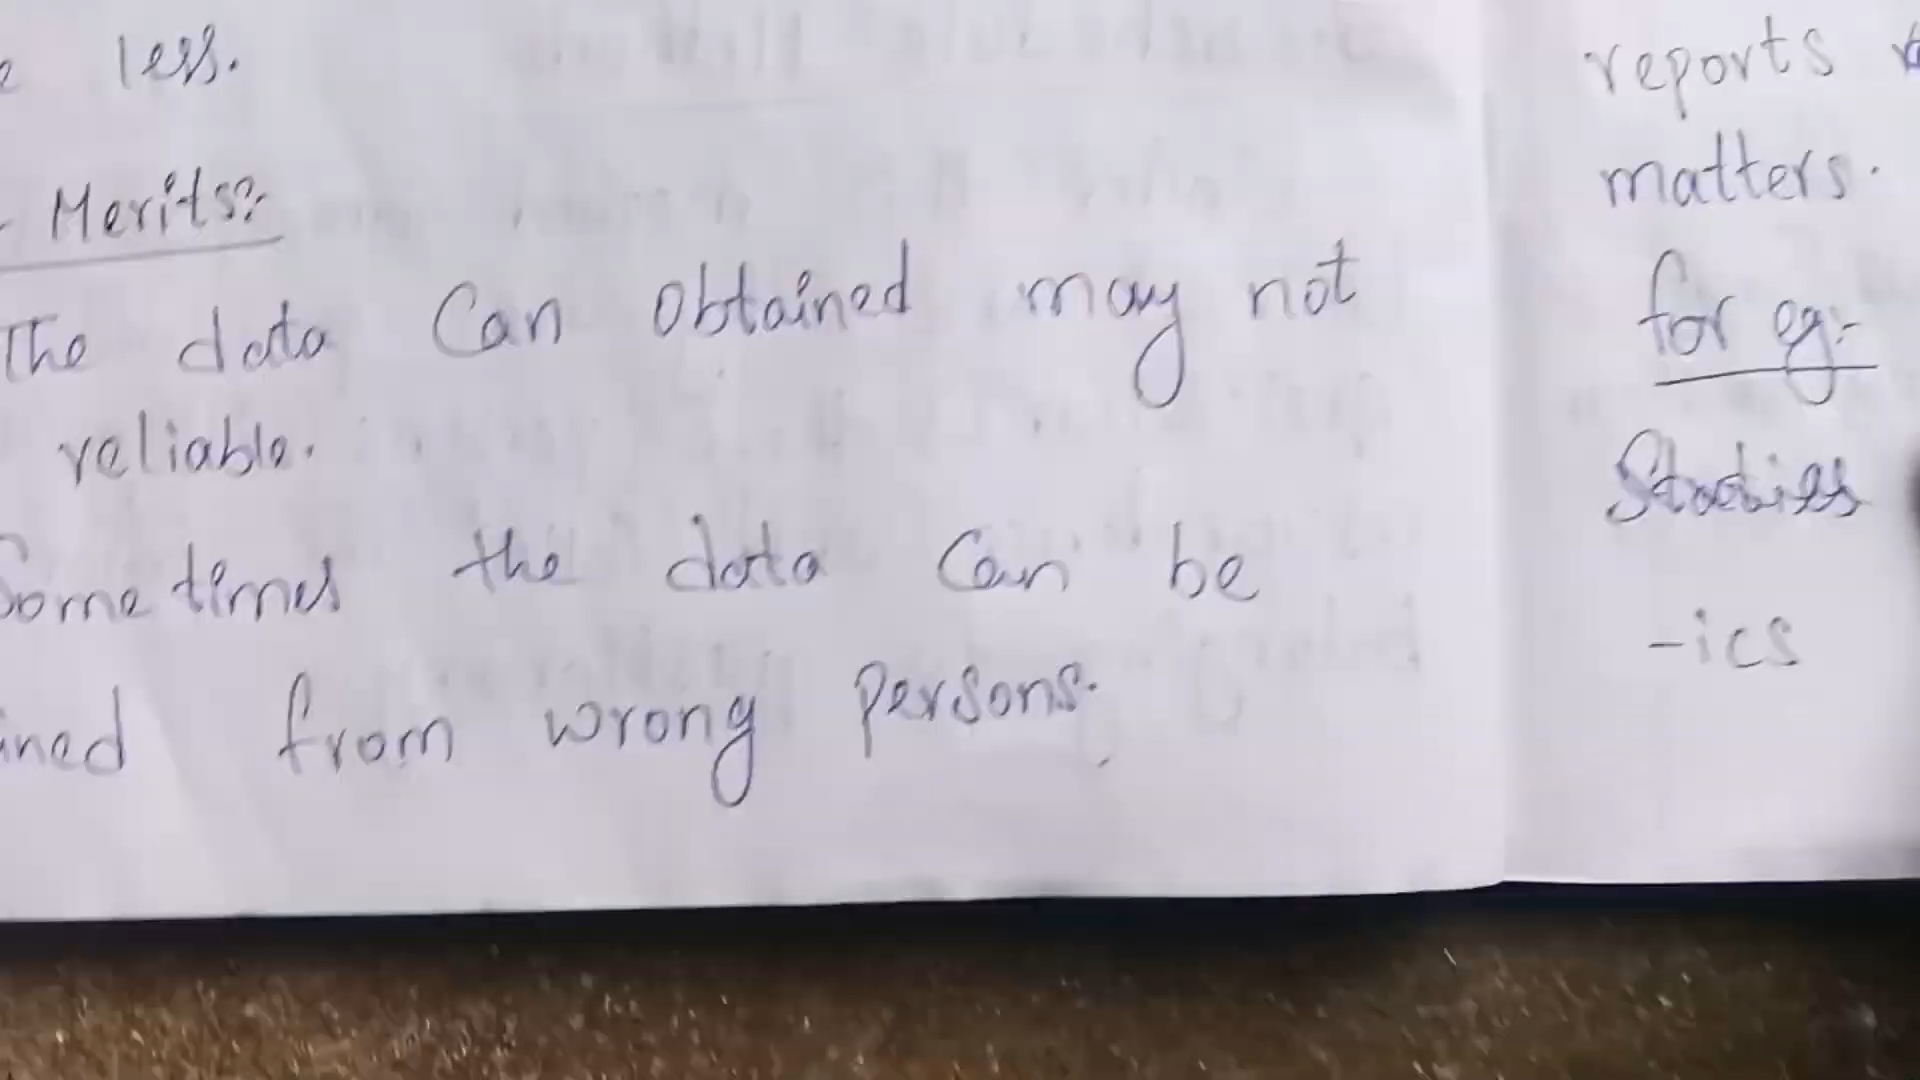 less.
- Merits:-
The data can obtained may not
reliable.
Sometimes the data can be
ined from wrong persons.
reports
matters.
for eg:-
Studies
-ics